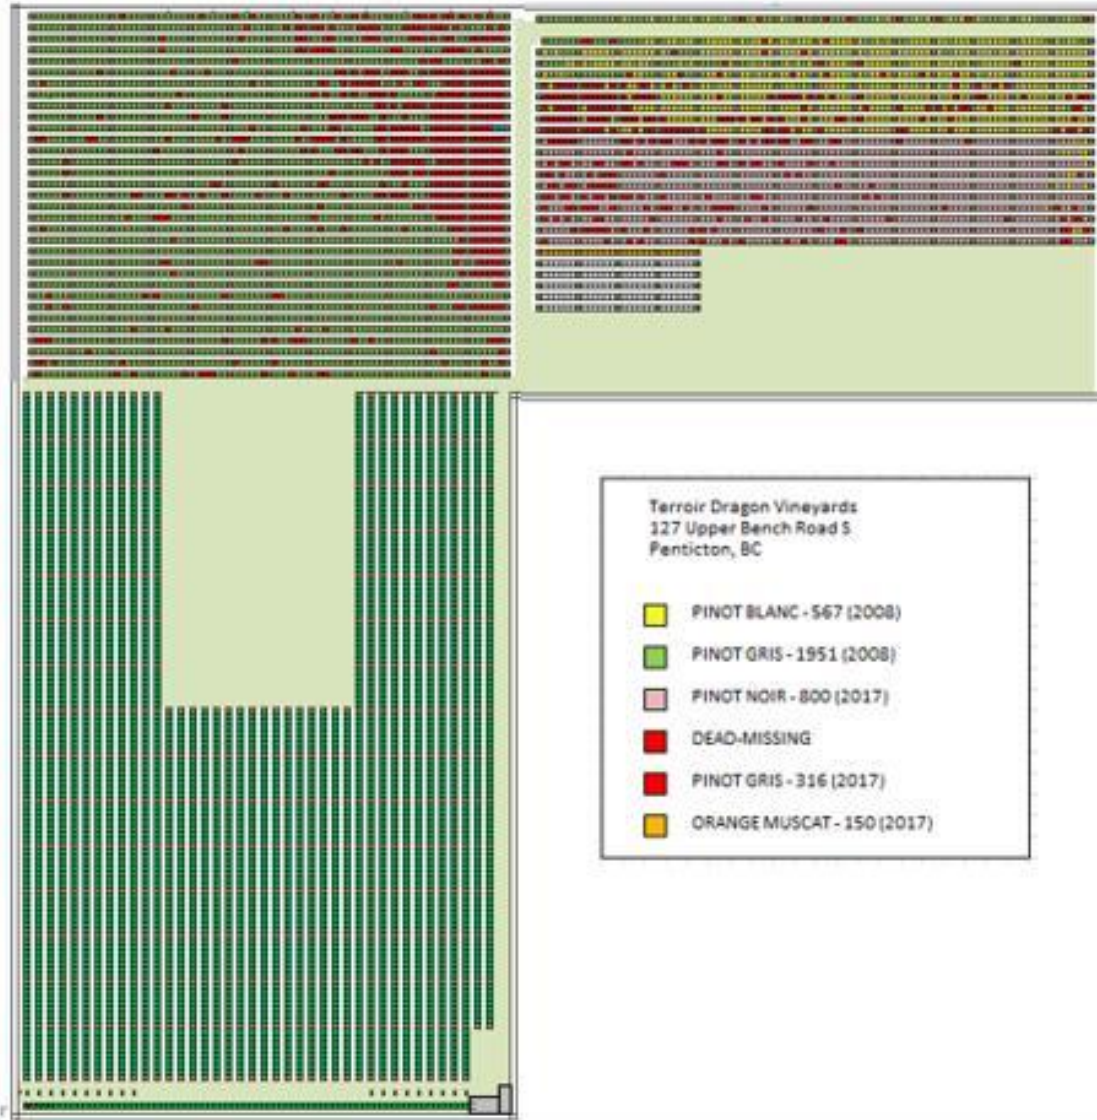 Terroir Dragon Vineyards
127 Upper Bench Road S
Penticton, BC
PINOT BLANC - 567 (2008)
PINOT GRIS - 1951 (2008)
PINOT NOIR - 800 (2017)
DEAD-MISSING
PINOT GRIS - 316 (2017)
ORANGE MUSCAT - 150 (2017)
r